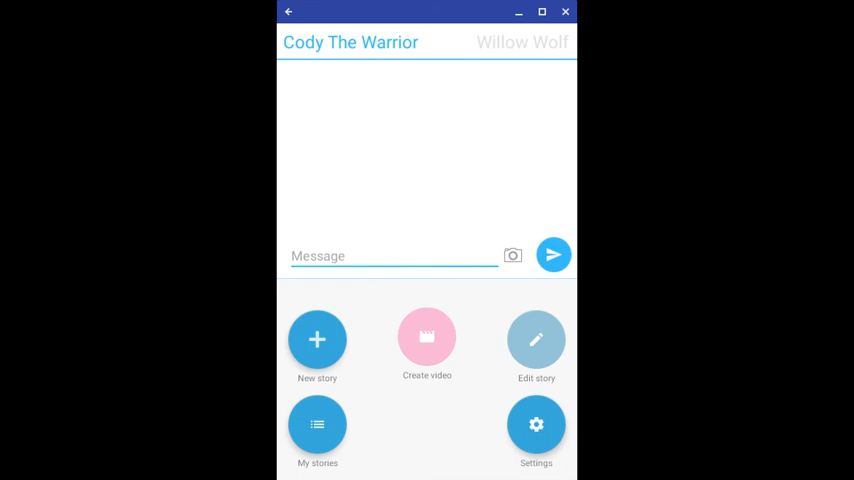 Cody The Warrior Willow Wolf
Message
New story Create video Edit story
My stories Settings